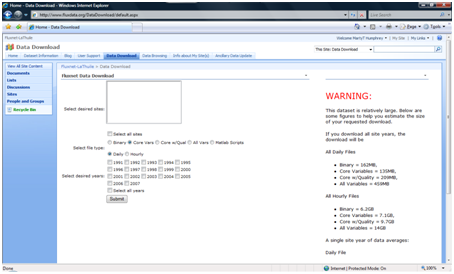 Home - Data Download - Windows Internet Explorer
http://www.fluxdata.org/DataDownload/default.aspx
Live Search
Home - Data Download
Page
Tools
Home
Welcome Marty Humphrey
My Site
My Links
Data Download
This Site: Data Download
Home
Dataset Information
Blog
User Support
Data Download
Data Browsing
Info about My Site(s)
Ancillary Data Update
View All Site Content
Documents
Lists
Discussions
Sites
People and Groups
Recycle Bin
Fluxnet-LaThuile > Data Download
Fluxnet Data Download
Select desired sites:
Select all sites
Select file type:
Binary Core Vars Core w/Qual All Vars Matlab Scripts
Daily Hourly
Select desired years:
1991 1992 1993 1994 1995
1996 1997 1998 1999 2000
2001 2002 2003 2004 2005
2006 2007
Select all years
Submit
WARNING:
This dataset is relatively large. Below are
some figures to help you estimate the size
of your requested download.
If you download all site years, the
download will be
All Daily Files
• Binary = 162MB,
• Core Variables = 135MB,
• Core w/Quality = 209MB,
• All Variables = 459MB
All Hourly Files
• Binary = 6.2GB
• Core Variables = 7.1GB,
• Core w/Quality = 9.7GB
• All Variables = 14GB
A single site year of data averages:
Daily File
Done
Internet | Protected Mode: On
100%